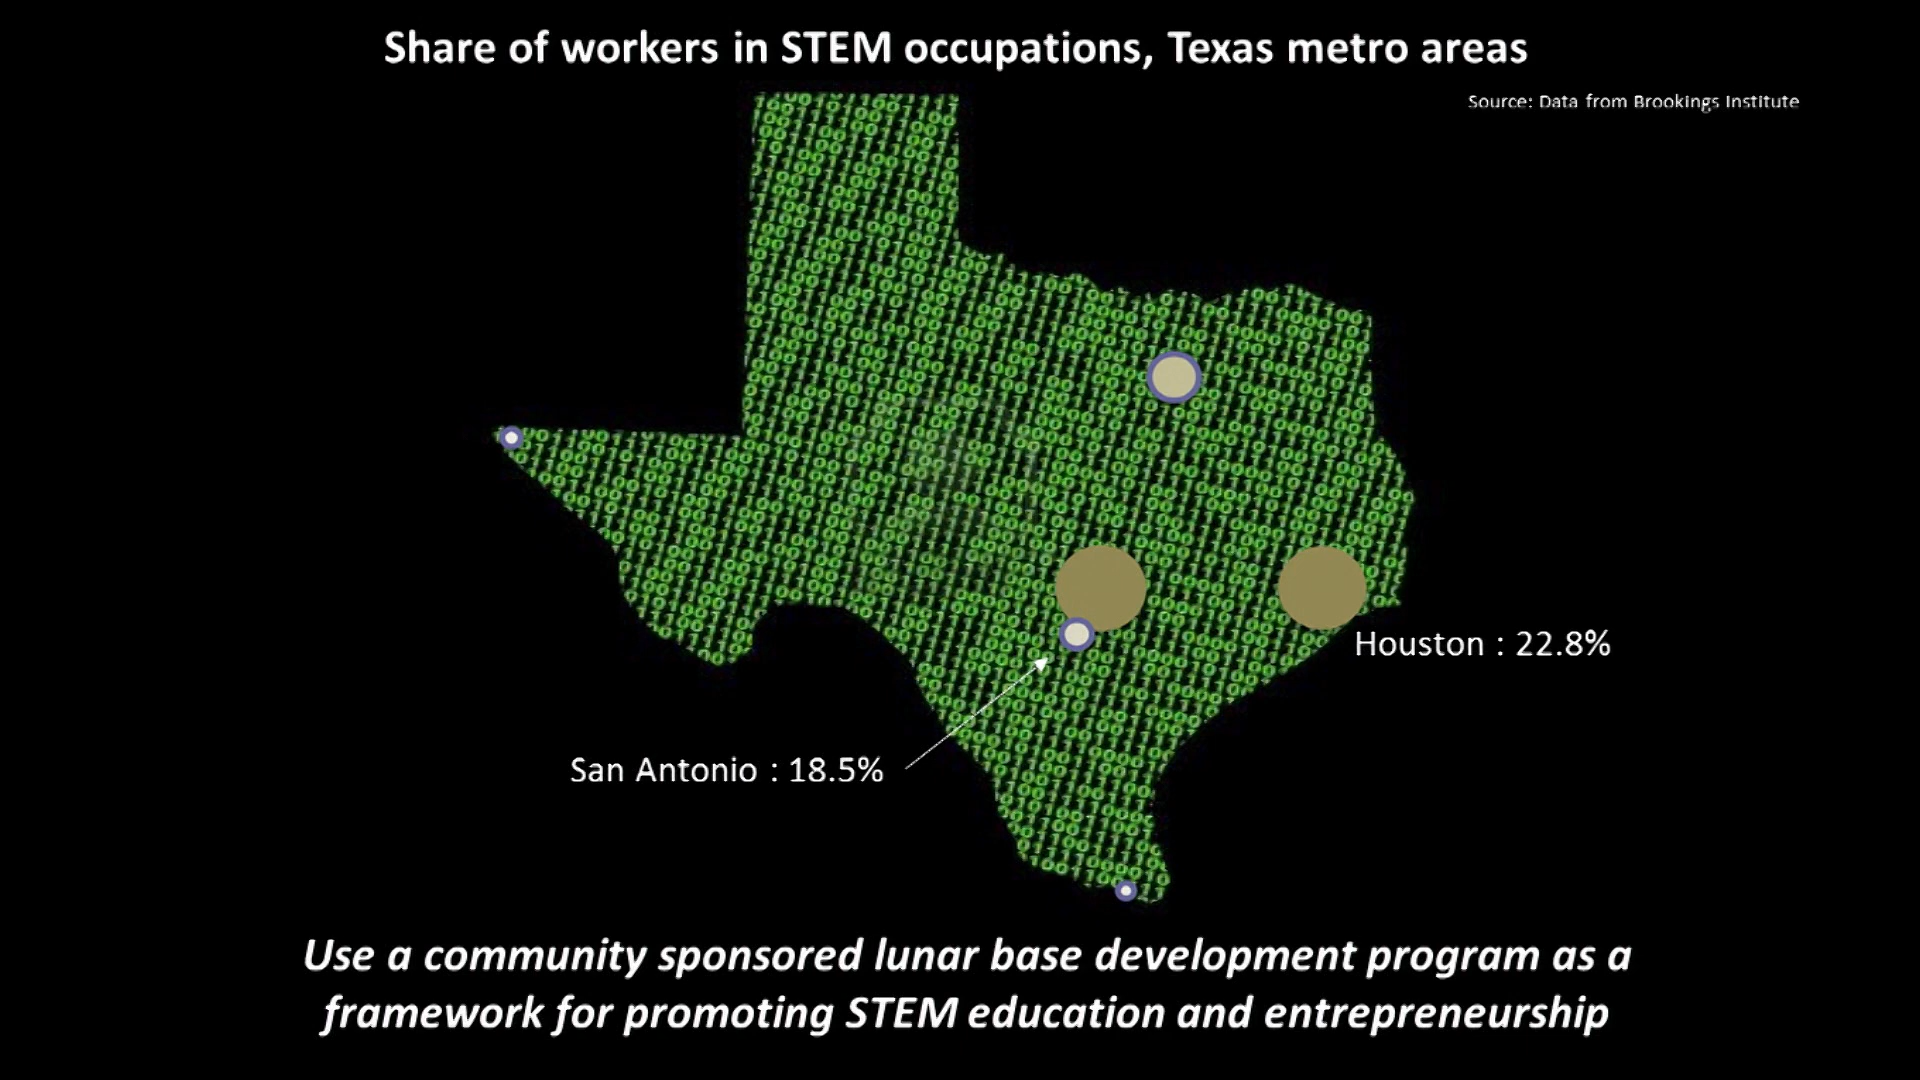 Share of workers in STEM occupations, Texas metro areas
Source: Data from Brookings Institute
Houston : 22.8%
San Antonio : 18.5%
Use a community sponsored lunar base development program as a
framework for promoting STEM education and entrepreneurship